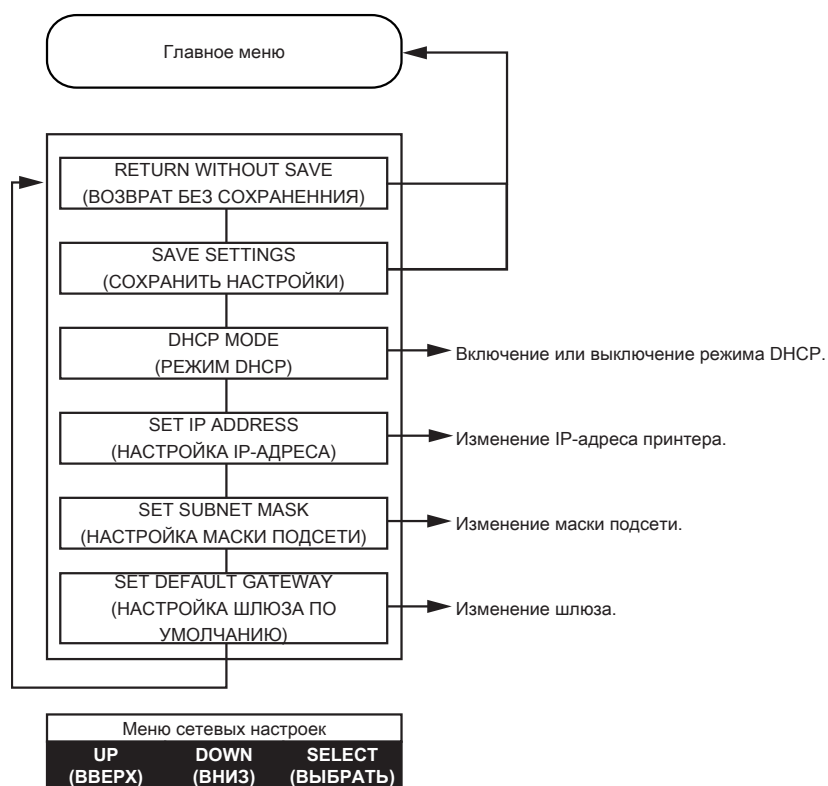 Главное меню
RETURN WITHOUT SAVE
(ВОЗВРАТ БЕЗ СОХРАНЕННИЯ)
SAVE SETTINGS
(СОХРАНИТЬ НАСТРОЙКИ)
DHCP MODE
(РЕЖИМ DHCP)
Включение или выключение режима DHCP.
SET IP ADDRESS
(НАСТРОЙКА IP-АДРЕСА)
Изменение IP-адреса принтера.
SET SUBNET MASK
(НАСТРОЙКА МАСКИ ПОДСЕТИ)
Изменение маски подсети.
SET DEFAULT GATEWAY
(НАСТРОЙКА ШЛЮЗА ПО
УМОЛЧАНИЮ)
Изменение шлюза.
Меню сетевых настроек
UP DOWN SELECT
(ВВЕРХ) (ВНИЗ) (ВЫБРАТЬ)